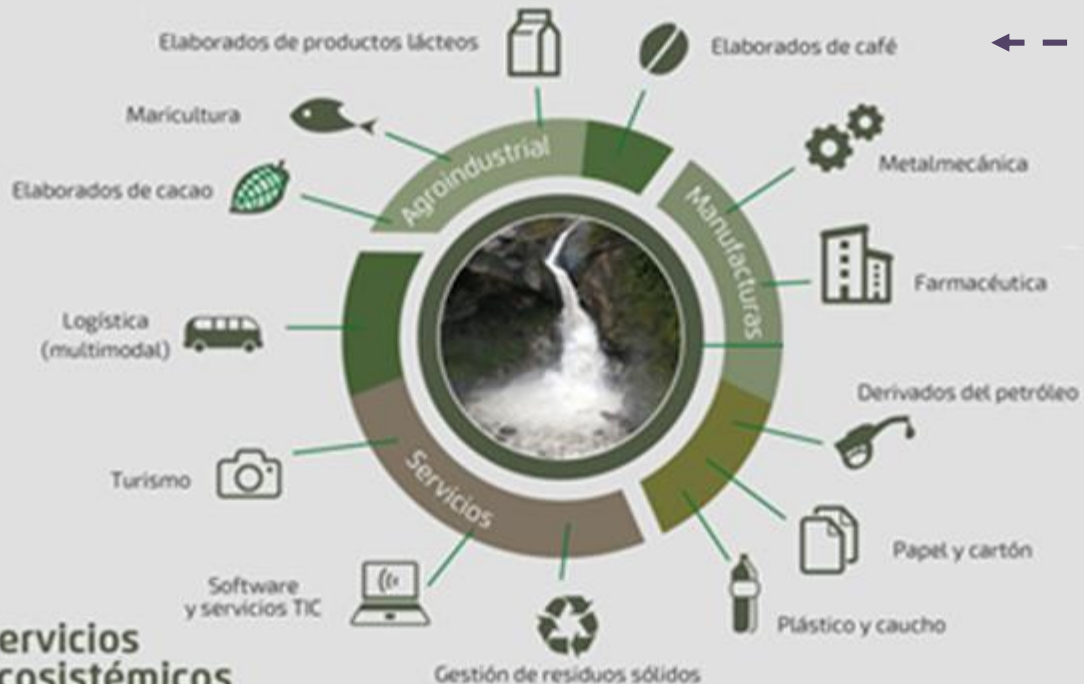 Elaborados de productos lácteos
Elaborados de café
Maricultura
Metalmecánica
Elaborados de cacao
Agroindustrial
Manufacturas
Farmacéutica
Logística
(multimodal)
Derivados del petróleo
Turismo
Servicios
Papel y cartón
Software
y servicios TIC
Plástico y caucho
Gestión de residuos sólidos
ervicios
cosistémicos